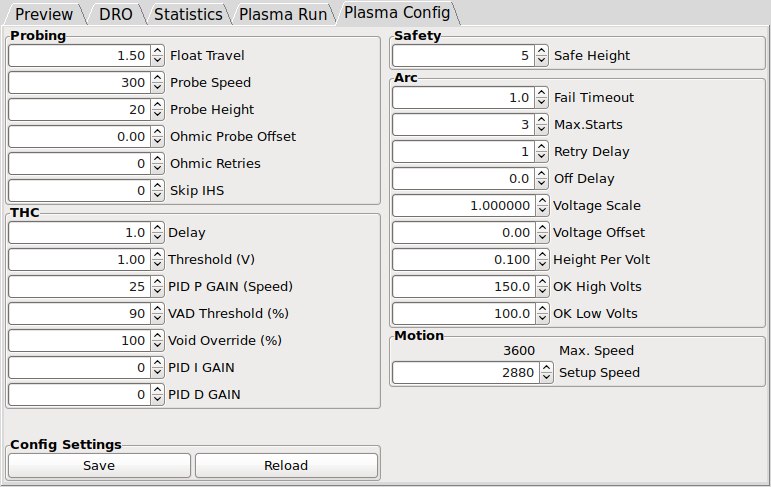 Preview DRO Statistics Plasma Run Plasma Config
Probing
1.50 Float Travel
300 Probe Speed
20 Probe Height
0.00 Ohmic Probe Offset
0 Ohmic Retries
0 Skip IHS
THC
1.0 Delay
1.00 Threshold (V)
25 PID P GAIN (Speed)
90 VAD Threshold (%)
100 Void Override (%)
0 PID I GAIN
0 PID D GAIN
Config Settings
Save Reload
Safety
5 Safe Height
Arc
1.0 Fail Timeout
3 Max.Starts
1 Retry Delay
0.0 Off Delay
1.000000 Voltage Scale
0.00 Voltage Offset
0.100 Height Per Volt
150.0 OK High Volts
100.0 OK Low Volts
Motion
3600 Max. Speed
2880 Setup Speed